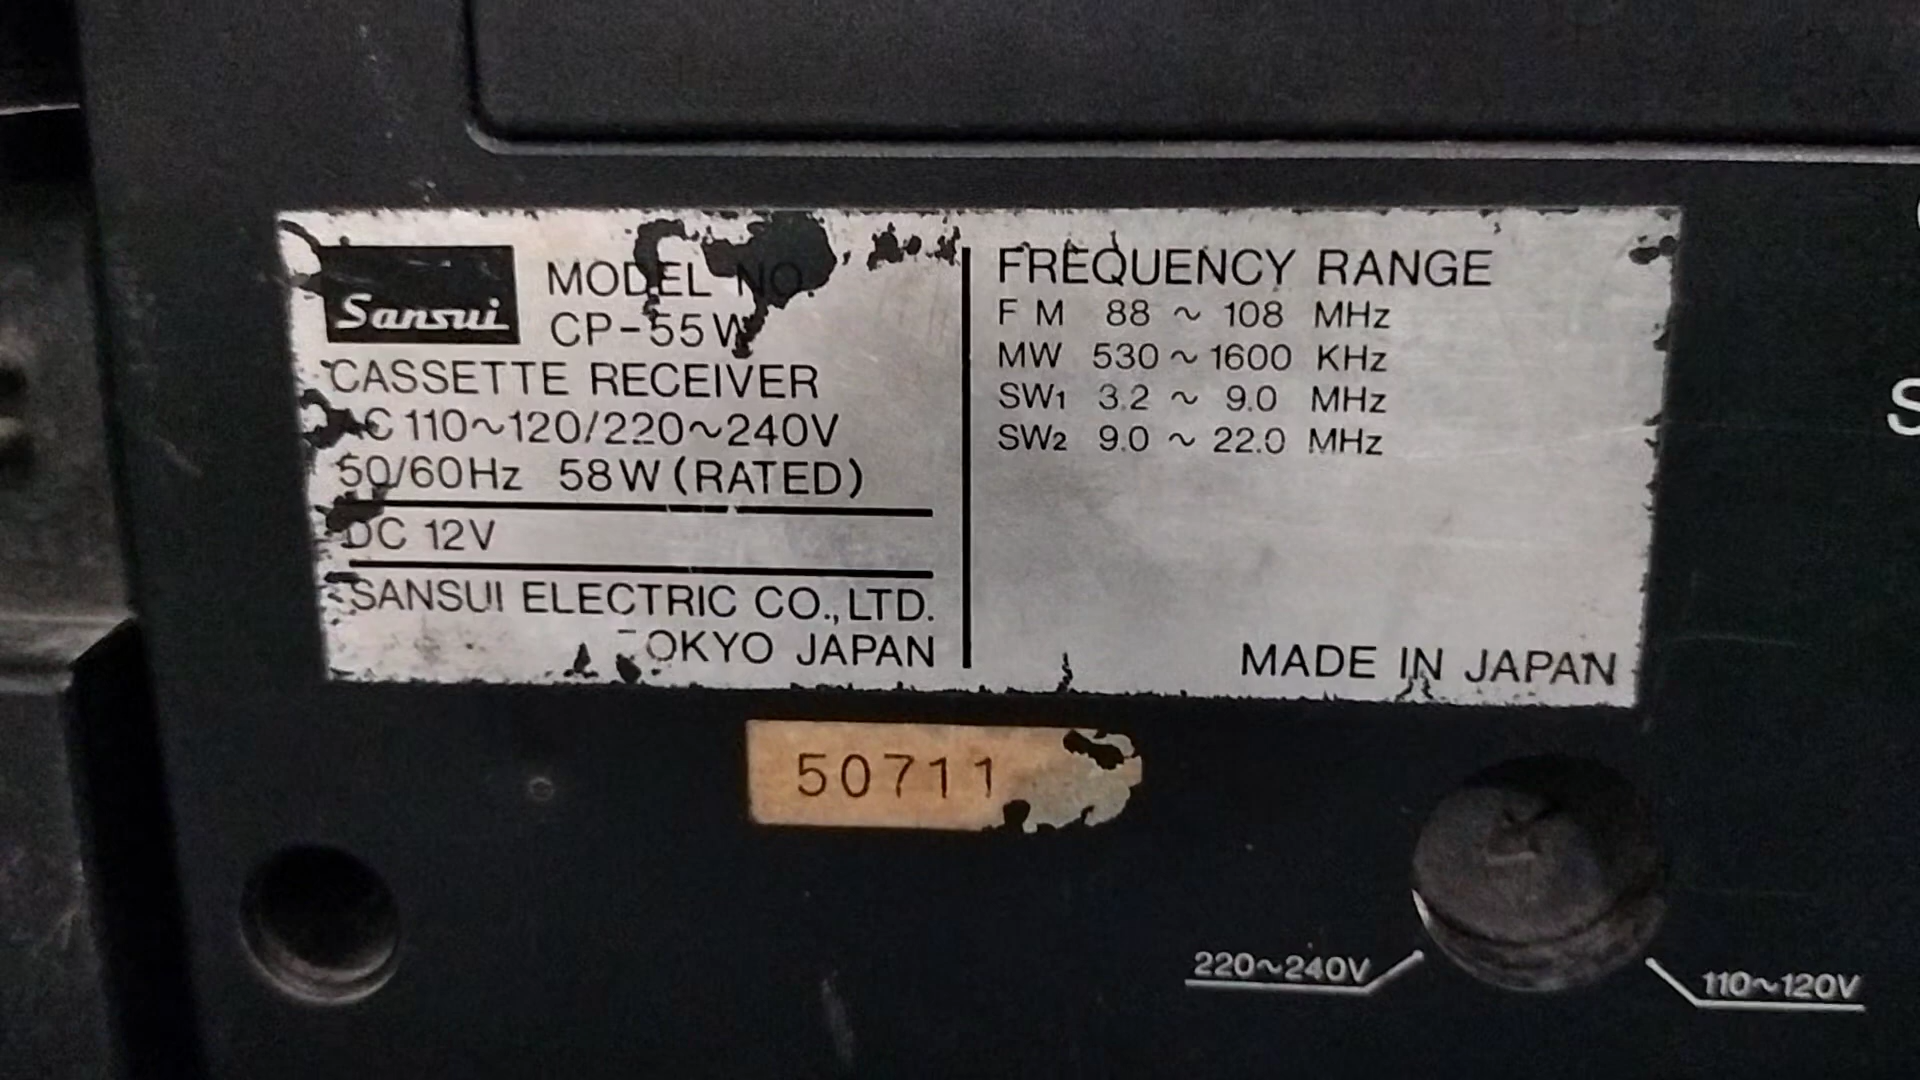 Sansui
MODEL NO.
CP-55W
CASSETTE RECEIVER
AC 110~120/220~240V
50/60Hz 58W (RATED)
DC 12V
SANSUI ELECTRIC CO., LTD.
TOKYO JAPAN
FREQUENCY RANGE
FM 88 ~ 108 MHz
MW 530 ~ 1600 KHz
SW1 3.2 ~ 9.0 MHz
SW2 9.0 ~ 22.0 MHz
MADE IN JAPAN
50711
220~240V
110~120V